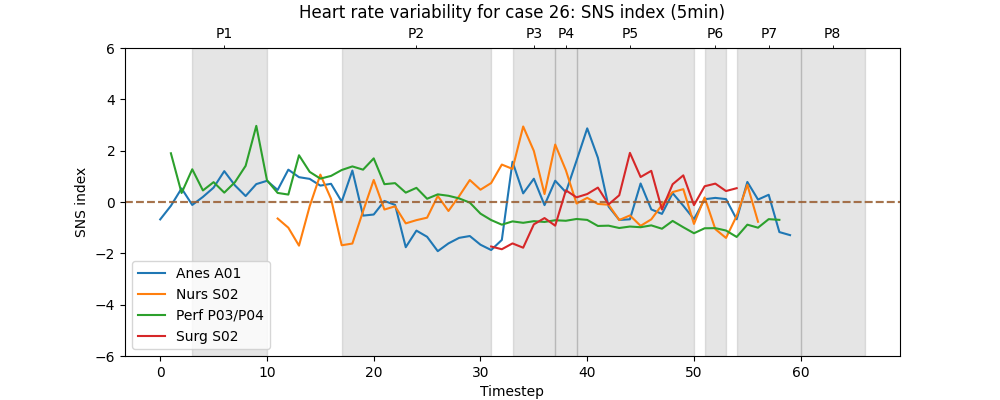 Heart rate variability for case 26: SNS index (5min)
P1 P2 P3 P4 P5 P6 P7 P8
6
4
2
0
−2
−4
−6
SNS index
Anes A01
Nurs S02
Perf P03/P04
Surg S02
0 10 20 30 40 50 60
Timestep